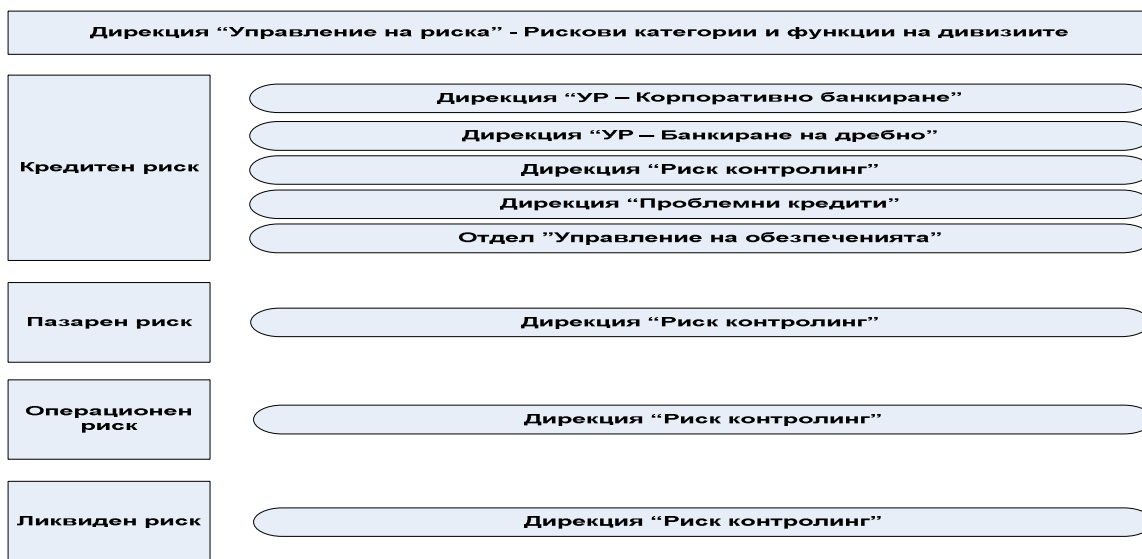 Дирекция “Управление на риска” - Рискови категории и функции на дивизиите
Кредитен риск
Дирекция “УР – Корпоративно банкиране”
Дирекция “УР – Банкиране на дребно”
Дирекция “Риск контролинг”
Дирекция “Проблемни кредити”
Отдел ”Управление на обезпеченията”
Пазарен риск
Дирекция “Риск контролинг”
Операционен
риск
Дирекция “Риск контролинг”
Ликвиден риск
Дирекция “Риск контролинг”